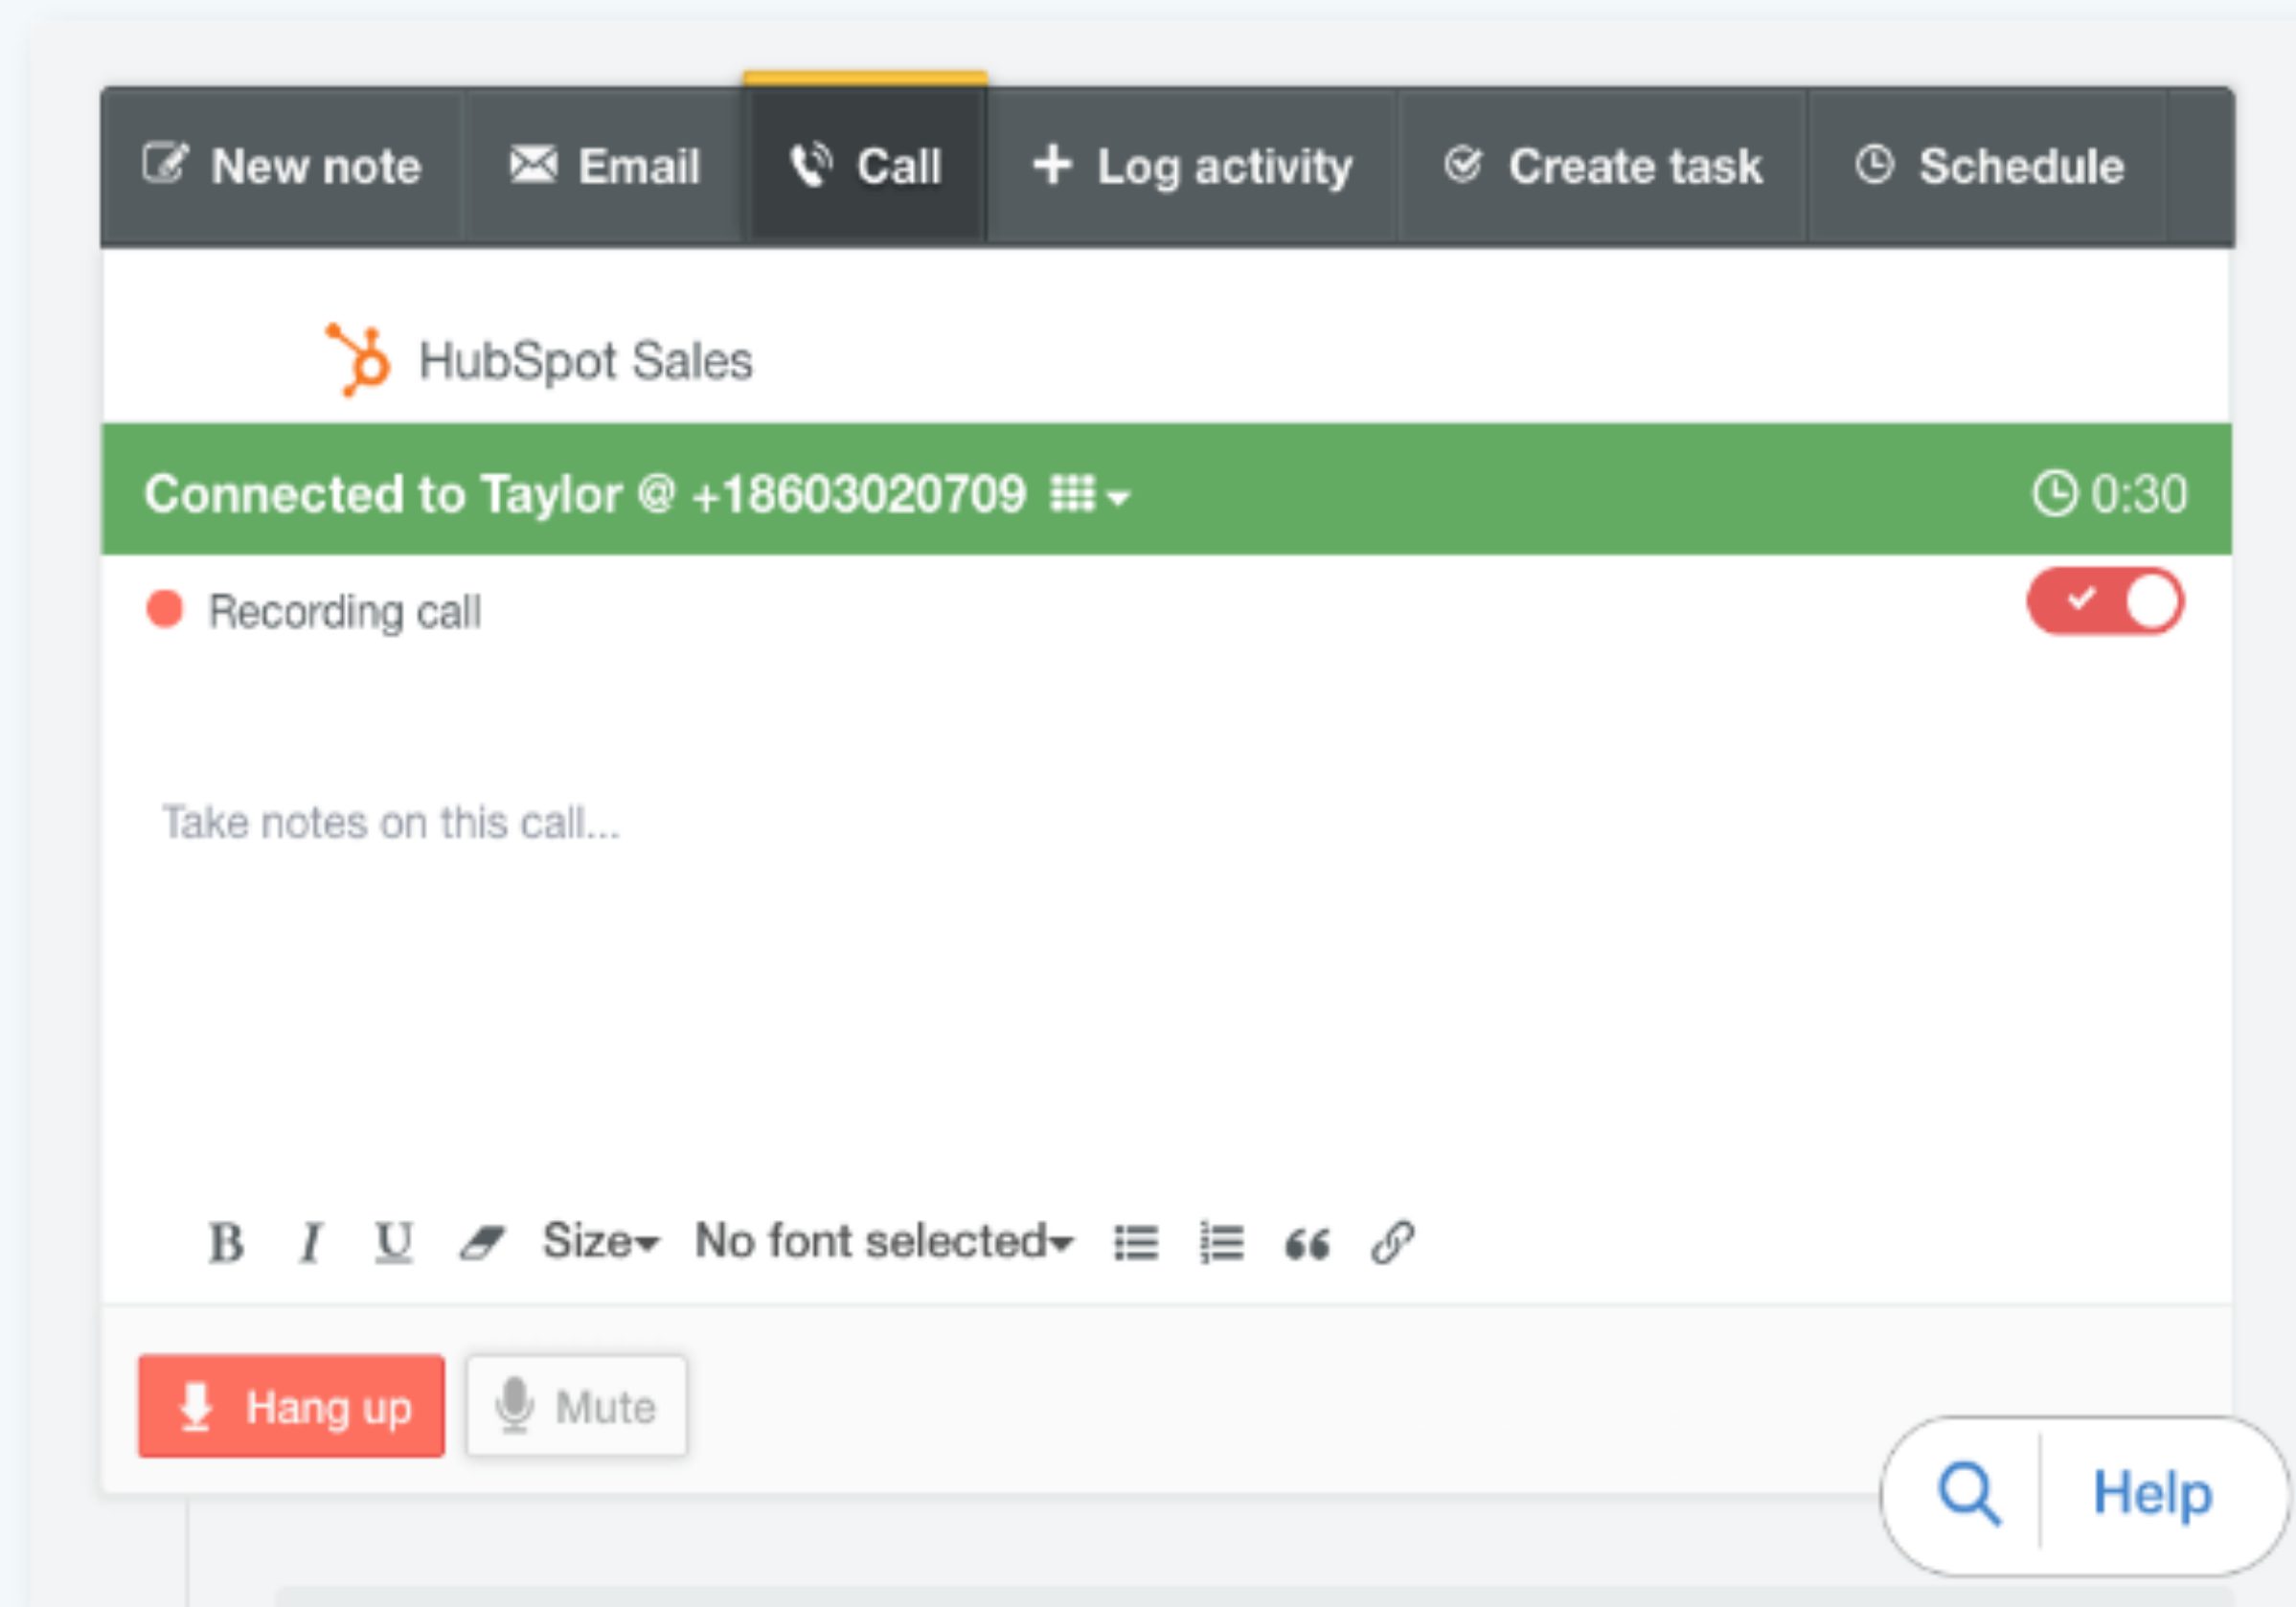 New note Email Call Log activity Create task Schedule
HubSpot Sales
Connected to Taylor @ +18603020709 0:30
Recording call
Take notes on this call...
B I U Size No font selected
Hang up Mute
Help